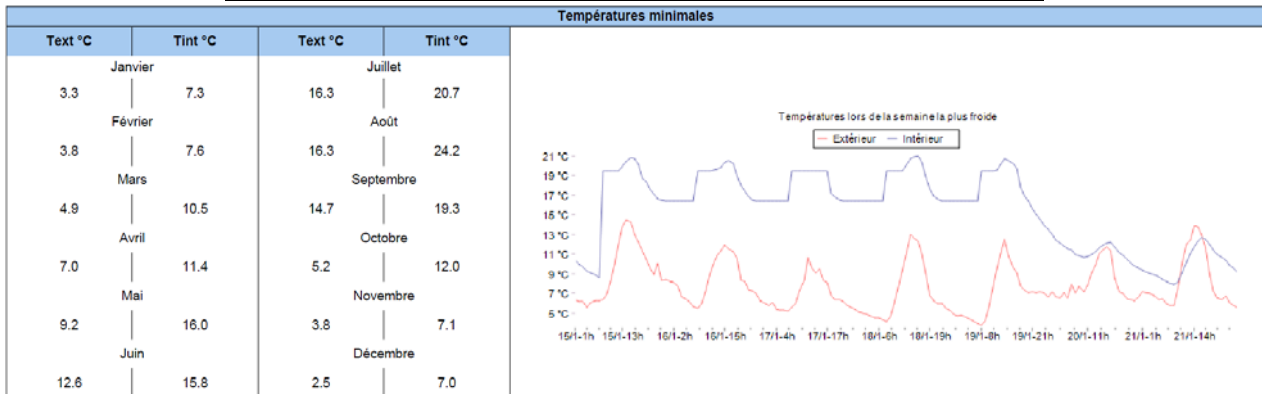 Températures minimales
Text °C Tint °C Text °C Tint °C
Janvier Juillet
3.3 7.3 16.3 20.7
Février Août
3.8 7.6 16.3 24.2
Mars Septembre
4.9 10.5 14.7 19.3
Avril Octobre
7.0 11.4 5.2 12.0
Mai Novembre
9.2 16.0 3.8 7.1
Juin Décembre
12.6 15.8 2.5 7.0
Températures lors de la semaine la plus froide
Extérieur Intérieur
21 °C
19 °C
17 °C
15 °C
13 °C
11 °C
9 °C
7 °C
5 °C
15/1-1h 15/1-13h 16/1-2h 16/1-15h 17/1-4h 17/1-17h 18/1-6h 18/1-19h 19/1-8h 19/1-21h 20/1-11h 21/1-1h 21/1-14h